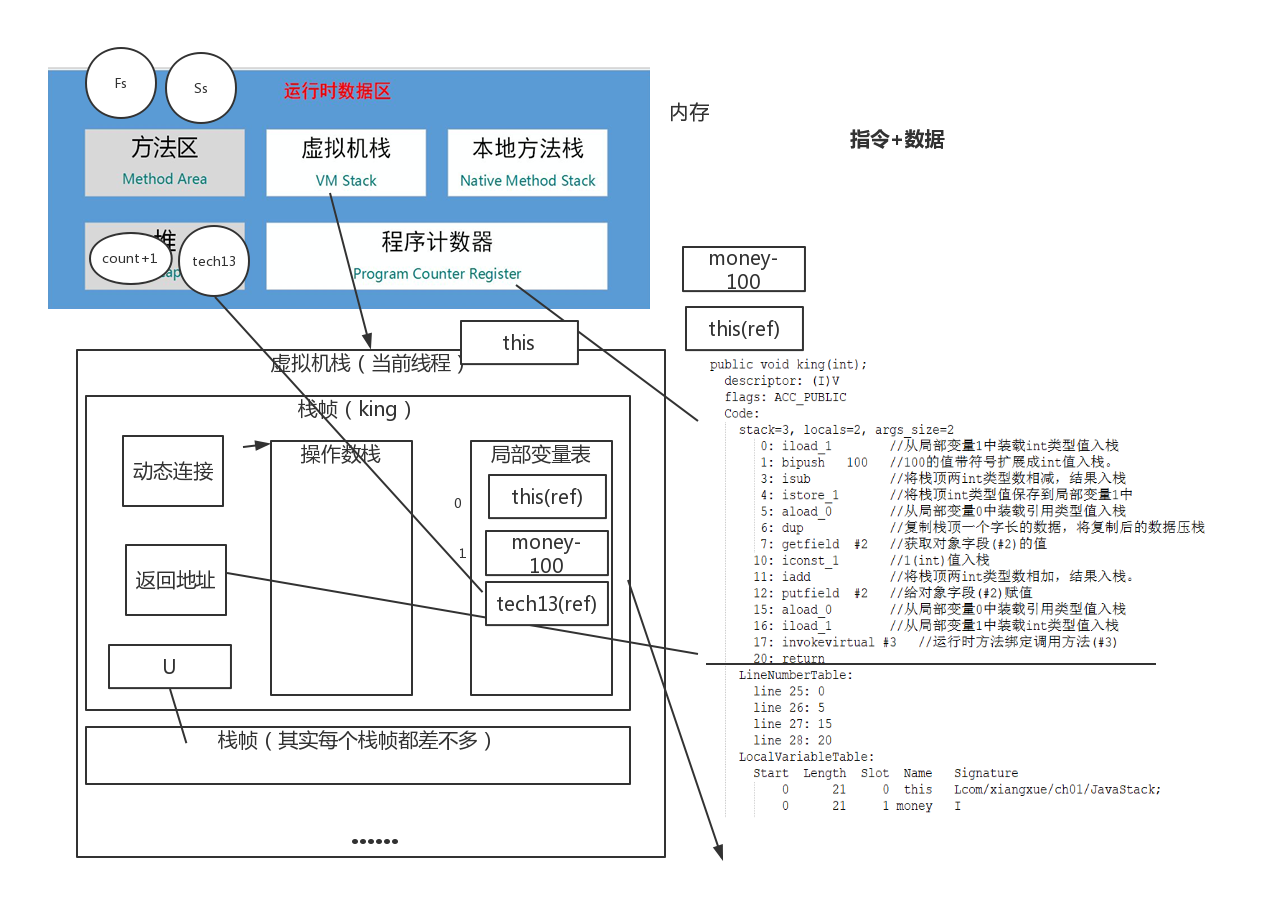 Fs
Ss
运行时数据区
内存
指令+数据
方法区
Method Area
虚拟机栈
VM Stack
本地方法栈
Native Method Stack
堆
count+1
tech13
程序计数器
Program Counter Register
money-
100
this(ref)
this
虚拟机栈（当前线程）
栈帧（king）
动态连接
操作数栈
局部变量表
0
this(ref)
1
money-
100
返回地址
tech13(ref)
U
栈帧（其实每个栈帧都差不多）
......
public void king(int);
descriptor: (I)V
flags: ACC_PUBLIC
Code:
stack=3, locals=2, args_size=2
0: iload_1 //从局部变量1中装载int类型值入栈
1: bipush 100 //100的值带符号扩展成int值入栈。
3: isub //将栈顶两int类型数相减，结果入栈
4: istore_1 //将栈顶int类型值保存到局部变量1中
5: aload_0 //从局部变量0中装载引用类型值入栈
6: dup //复制栈顶一个字长的数据，将复制后的数据压栈
7: getfield #2 //获取对象字段(#2)的值
10: iconst_1 //1(int)值入栈
11: iadd //将栈顶两int类型数相加，结果入栈。
12: putfield #2 //给对象字段(#2)赋值
15: aload_0 //从局部变量0中装载引用类型值入栈
16: iload_1 //从局部变量1中装载int类型值入栈
17: invokevirtual #3 //运行时方法绑定调用方法(#3)
20: return
LineNumberTable:
line 25: 0
line 26: 5
line 27: 15
line 28: 20
LocalVariableTable:
Start Length Slot Name Signature
0 21 0 this Lcom/xiangxue/ch01/JavaStack;
0 21 1 money I